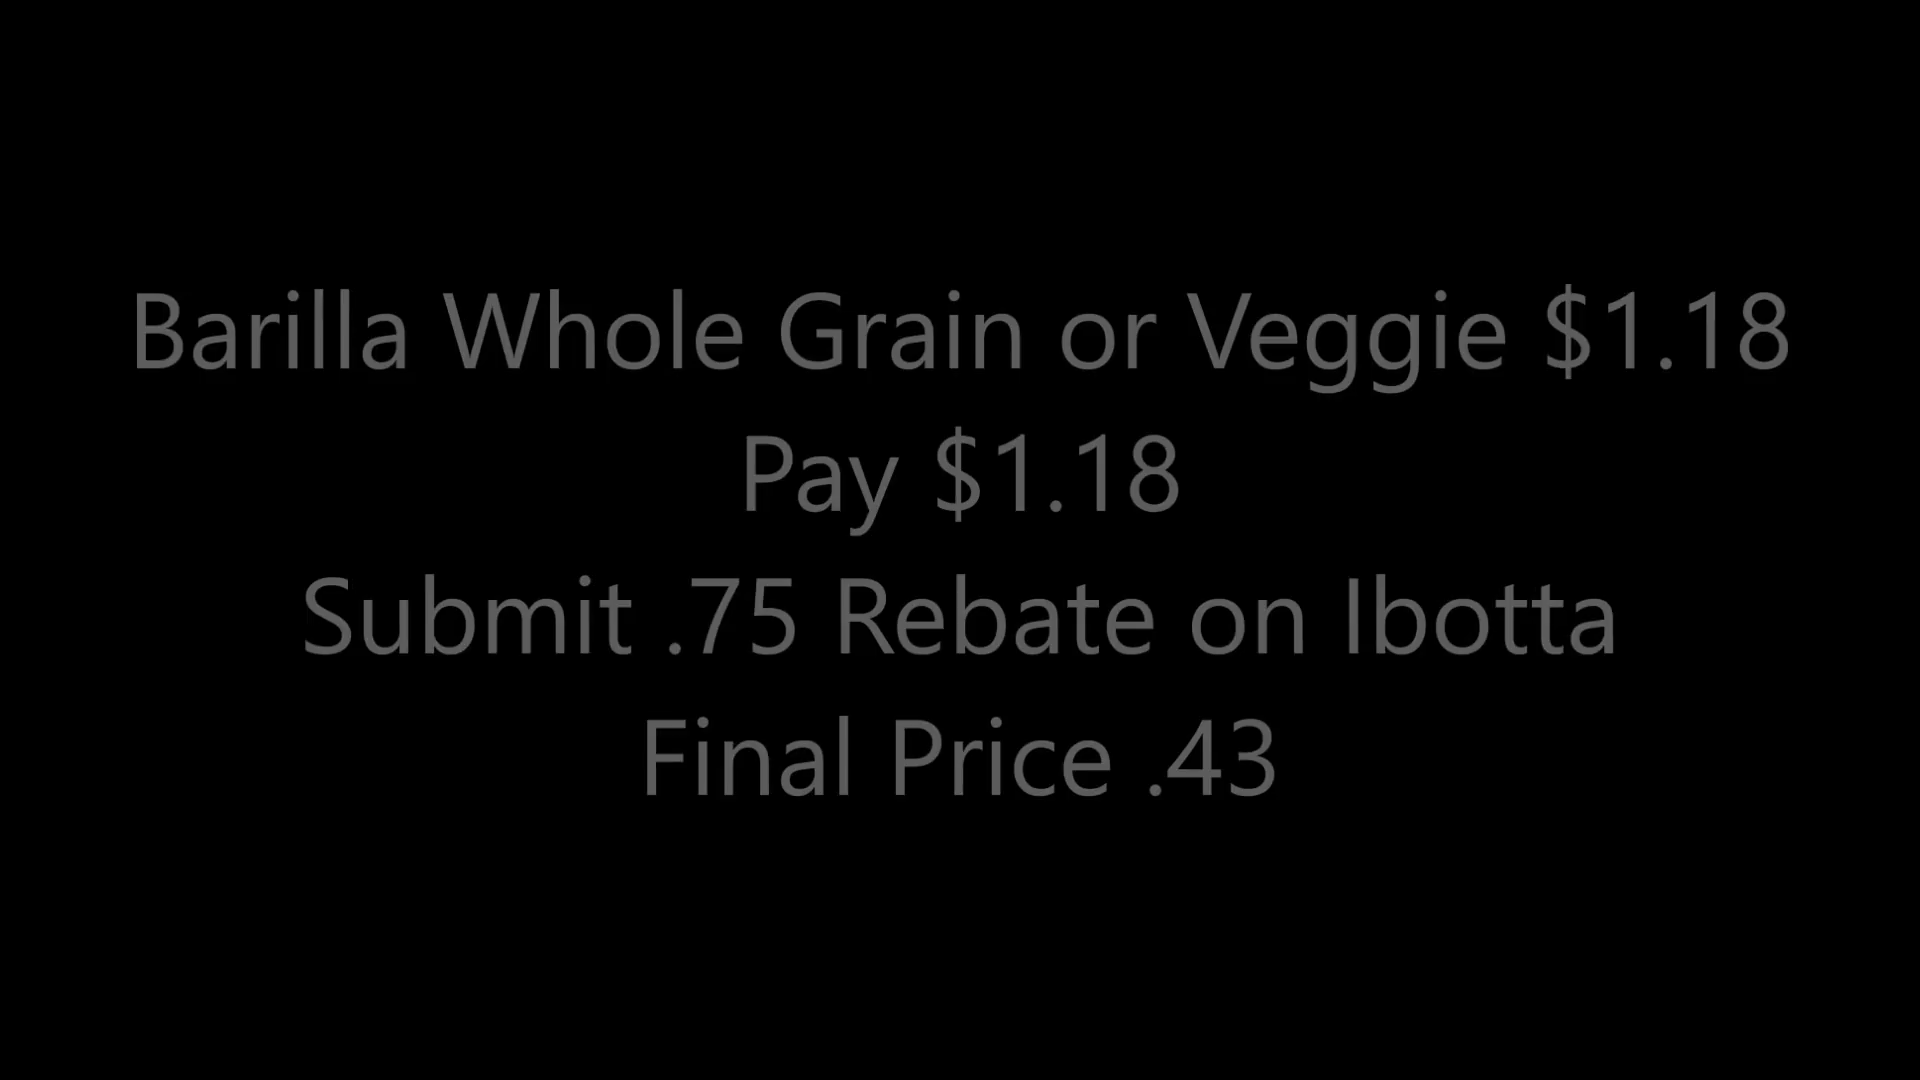 Barilla Whole Grain or Veggie $1.18
Pay $1.18
Submit .75 Rebate on Ibotta
Final Price .43